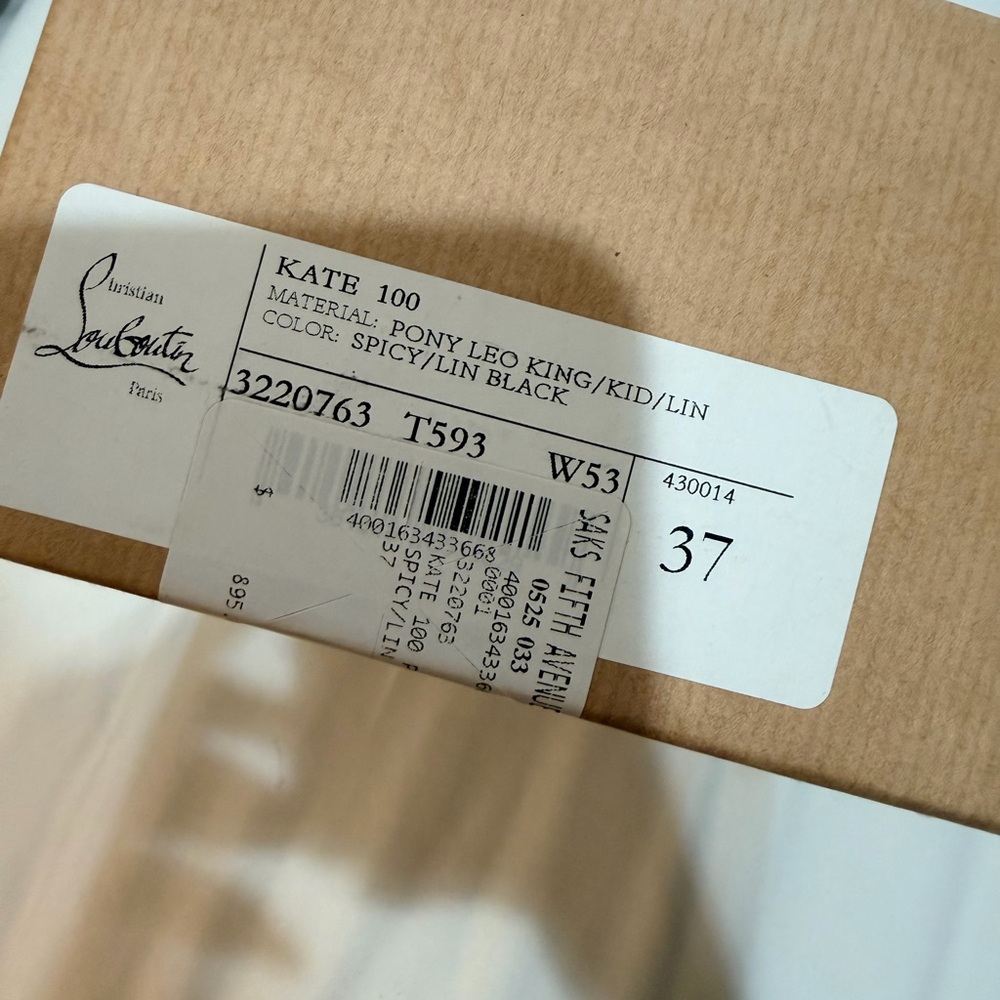 Christian
Louboutin
Paris
KATE 100
MATERIAL: PONY LEO KING/KID/LIN
COLOR: SPICY/LIN BLACK
3220763 T593 W53
430014
37
SAKS FIFTH AVENUE
0525 033
4001634336
0001
3220763
KATE 100 P
SPICY/LIN
37
400163433668
$
895.